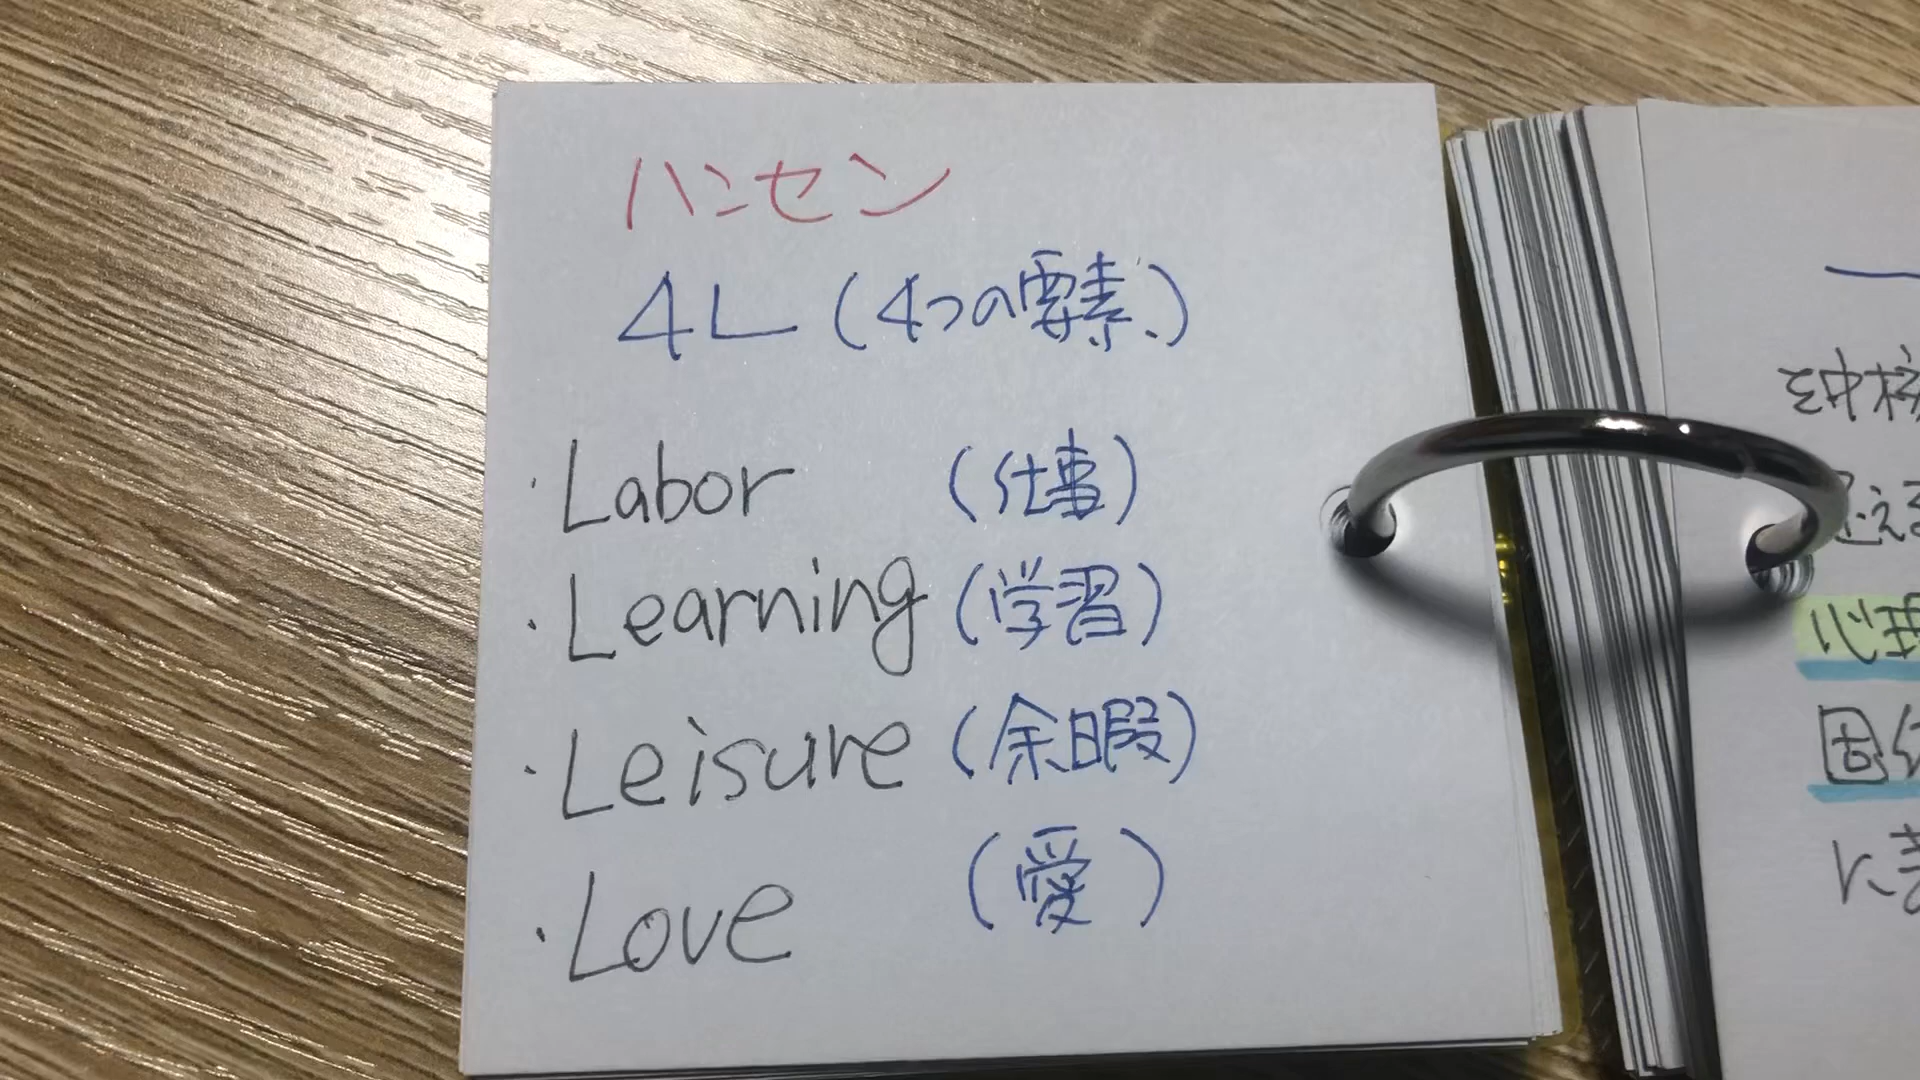 ハンセン
4L（4つの要素）
・Labor （仕事）
・Learning （学習）
・Leisure （余暇）
・Love （愛）